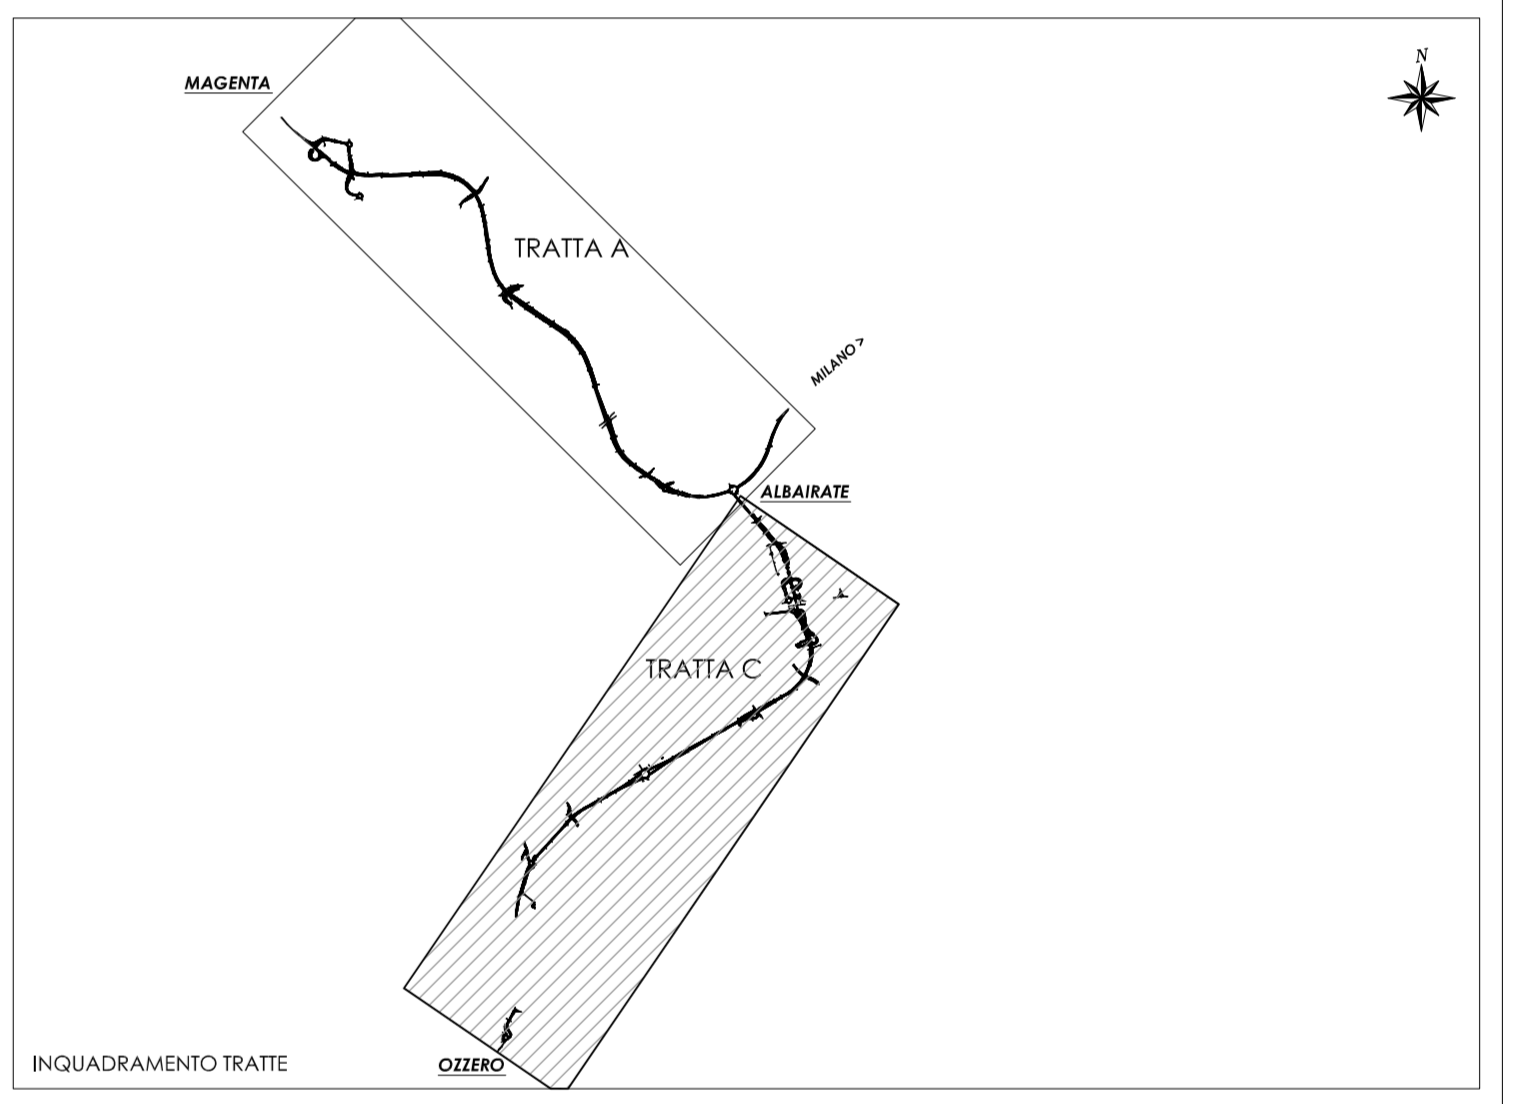 N
MAGENTA
TRATTA A
MILANO >
ALBAIRATE
TRATTA C
INQUADRAMENTO TRATTE
OZZERO